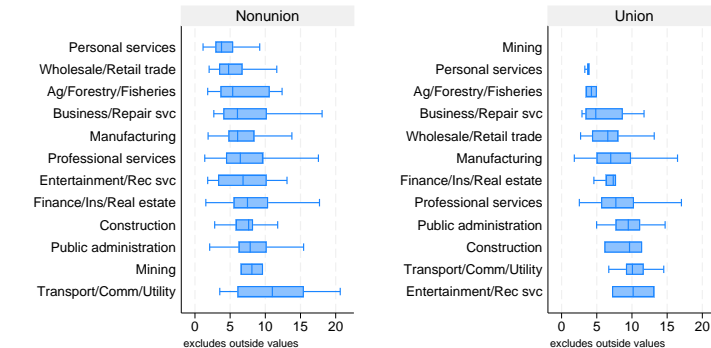 Nonunion
Personal services
Wholesale/Retail trade
Ag/Forestry/Fisheries
Business/Repair svc
Manufacturing
Professional services
Entertainment/Rec svc
Finance/Ins/Real estate
Construction
Public administration
Mining
Transport/Comm/Utility
0 5 10 15 20
excludes outside values
Union
Mining
Personal services
Ag/Forestry/Fisheries
Business/Repair svc
Wholesale/Retail trade
Manufacturing
Finance/Ins/Real estate
Professional services
Public administration
Construction
Transport/Comm/Utility
Entertainment/Rec svc
0 5 10 15 20
excludes outside values